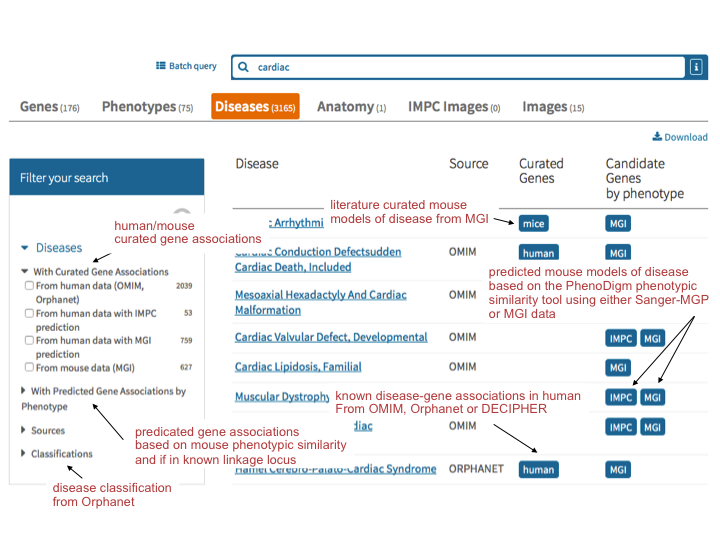 Batch query
cardiac
i
Genes (176) Phenotypes (75) Diseases (3165) Anatomy (1) IMPC Images (0) Images (15)
Download
Filter your search
Disease Source Curated Genes Candidate Genes by phenotype
human/mouse
curated gene associations
Diseases
With Curated Gene Associations
From human data (OMIM, Orphanet) 2039
From human data with IMPC prediction 53
From human data with MGI prediction 759
From mouse data (MGI) 627
With Predicted Gene Associations by
Phenotype
Sources
Classifications
predicated gene associations
based on mouse phenotypic similarity
and if in known linkage locus
disease classification
from Orphanet
literature curated mouse
models of disease from MGI
: Arrhythmi mice MGI
Conduction Defectsudden OMIM human MGI
Cardiac Death, Included
predicted mouse models of disease
based on the PhenoDigm phenotypic
similarity tool using either Sanger-MGP
or MGI data
Mesoaxial Hexadactyly And Cardiac OMIM
Malformation
Cardiac Valvular Defect, Developmental OMIM IMPC MGI
Cardiac Lipidosis, Familial OMIM MGI
Muscular Dystrophy IMPC MGI
known disease-gene associations in human
From OMIM, Orphanet or DECIPHER
diac OMIM IMPC MGI
Hamel Cerebro-Palato-Cardiac Syndrome ORPHANET human MGI